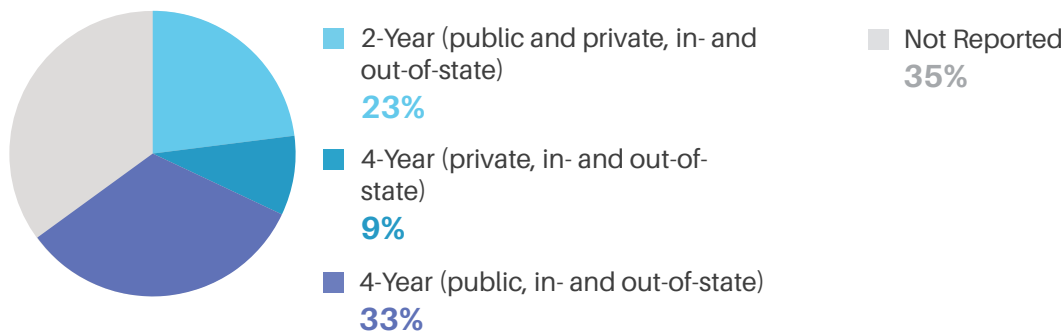 2-Year (public and private, in- and
out-of-state)
23%
4-Year (private, in- and out-of-
state)
9%
4-Year (public, in- and out-of-state)
33%
Not Reported
35%